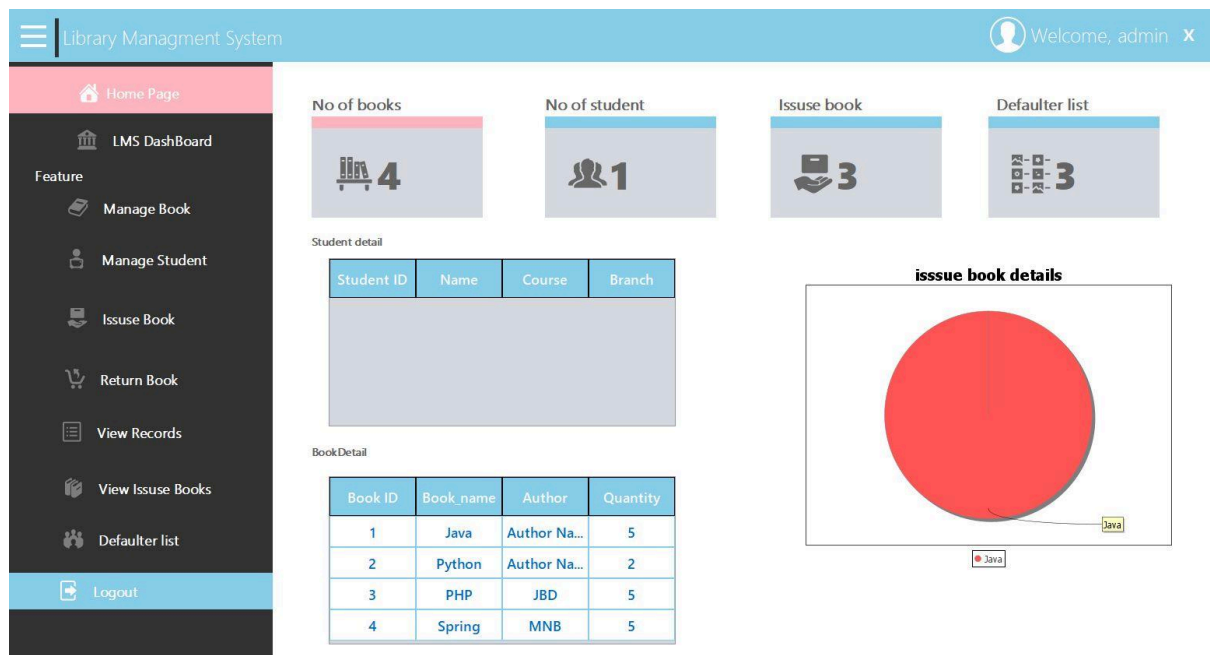 Library Managment System
Welcome, admin X
Home Page
LMS DashBoard
Feature
Manage Book
Manage Student
Issuse Book
Return Book
View Records
View Issuse Books
Defaulter list
Logout
No of books
4
No of student
1
Issuse book
3
Defaulter list
3
Student detail
Student ID Name Course Branch
BookDetail
Book ID Book_name Author Quantity
1 Java Author Na... 5
2 Python Author Na... 2
3 PHP JBD 5
4 Spring MNB 5
isssue book details
Java
Java